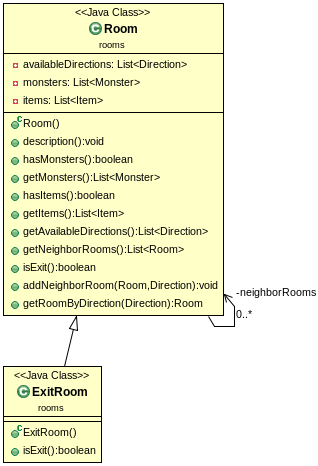 <<Java Class>>
Room
rooms
availableDirections: List<Direction>
monsters: List<Monster>
items: List<Item>
Room()
description():void
hasMonsters():boolean
getMonsters():List<Monster>
hasItems():boolean
getItems():List<Item>
getAvailableDirections():List<Direction>
getNeighborRooms():List<Room>
isExit():boolean
addNeighborRoom(Room,Direction):void
getRoomByDirection(Direction):Room
-neighborRooms
0..*
<<Java Class>>
ExitRoom
rooms
ExitRoom()
isExit():boolean